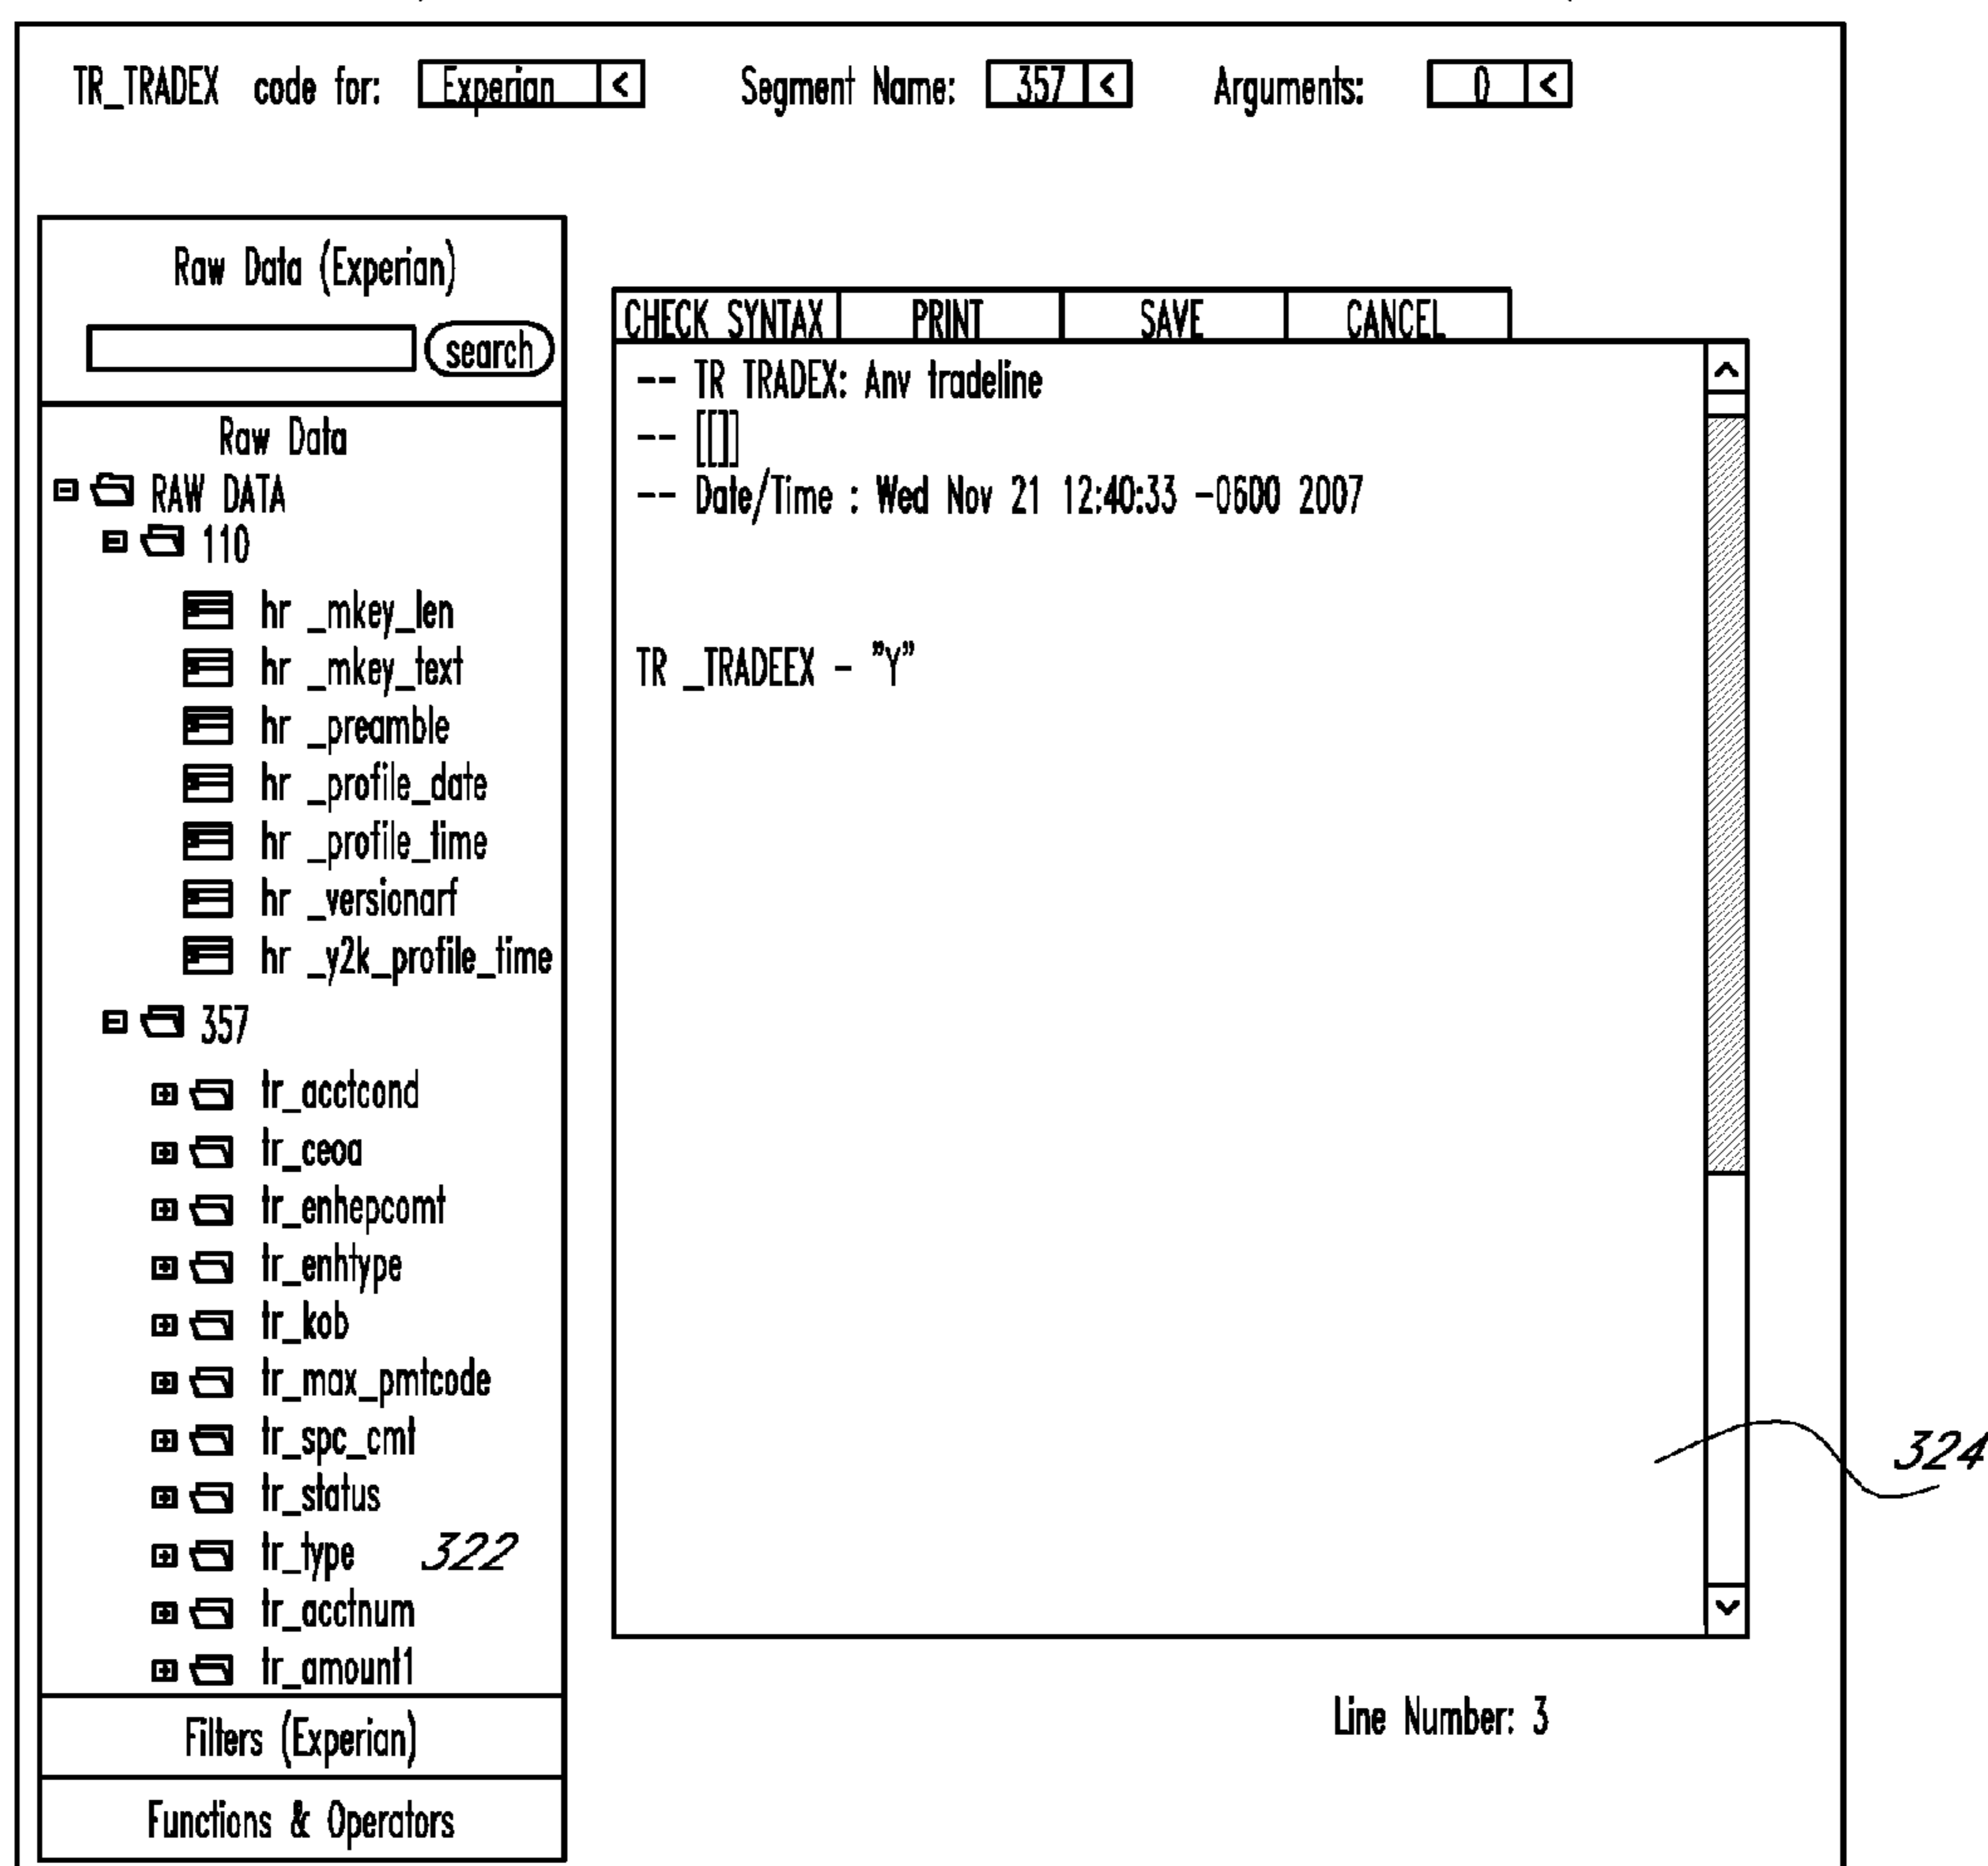 TR_TRADEX code for: Experian < Segment Name: 357 < Arguments: 0 <
Raw Data (Experian)
search
Raw Data
RAW DATA
110
hr _mkey_len
hr _mkey_text
hr _preamble
hr _profile_date
hr _profile_time
hr _versionarf
hr _y2k_profile_time
357
tr_acctcond
tr_ceoa
tr_enhepcomt
tr_enhtype
tr_kob
tr_max_pmtcode
tr_spc_cmt
tr_status
tr_type 322
tr_acctnum
tr_amount1
Filters (Experian)
Functions & Operators
CHECK SYNTAX PRINT SAVE CANCEL
-- TR TRADEX: Anv tradeline
-- [[]]
-- Date/Time : Wed Nov 21 12:40:33 -0600 2007
TR _TRADEEX - "Y"
324
Line Number: 3